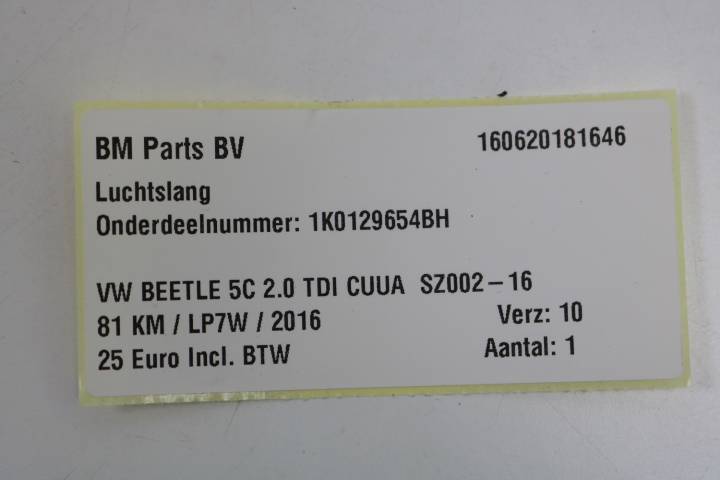 BM Parts BV 160620181646
Luchtslang
Onderdeelnummer: 1K0129654BH
VW BEETLE 5C 2.0 TDI CUUA SZ002-16
81 KM / LP7W / 2016 Verz: 10
25 Euro Incl. BTW Aantal: 1